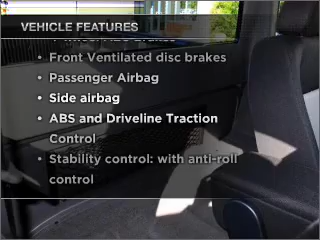 VEHICLE FEATURES
• Front Ventilated disc brakes
• Passenger Airbag
• Side airbag
• ABS and Driveline Traction
Control
• Stability control: with anti-roll
control